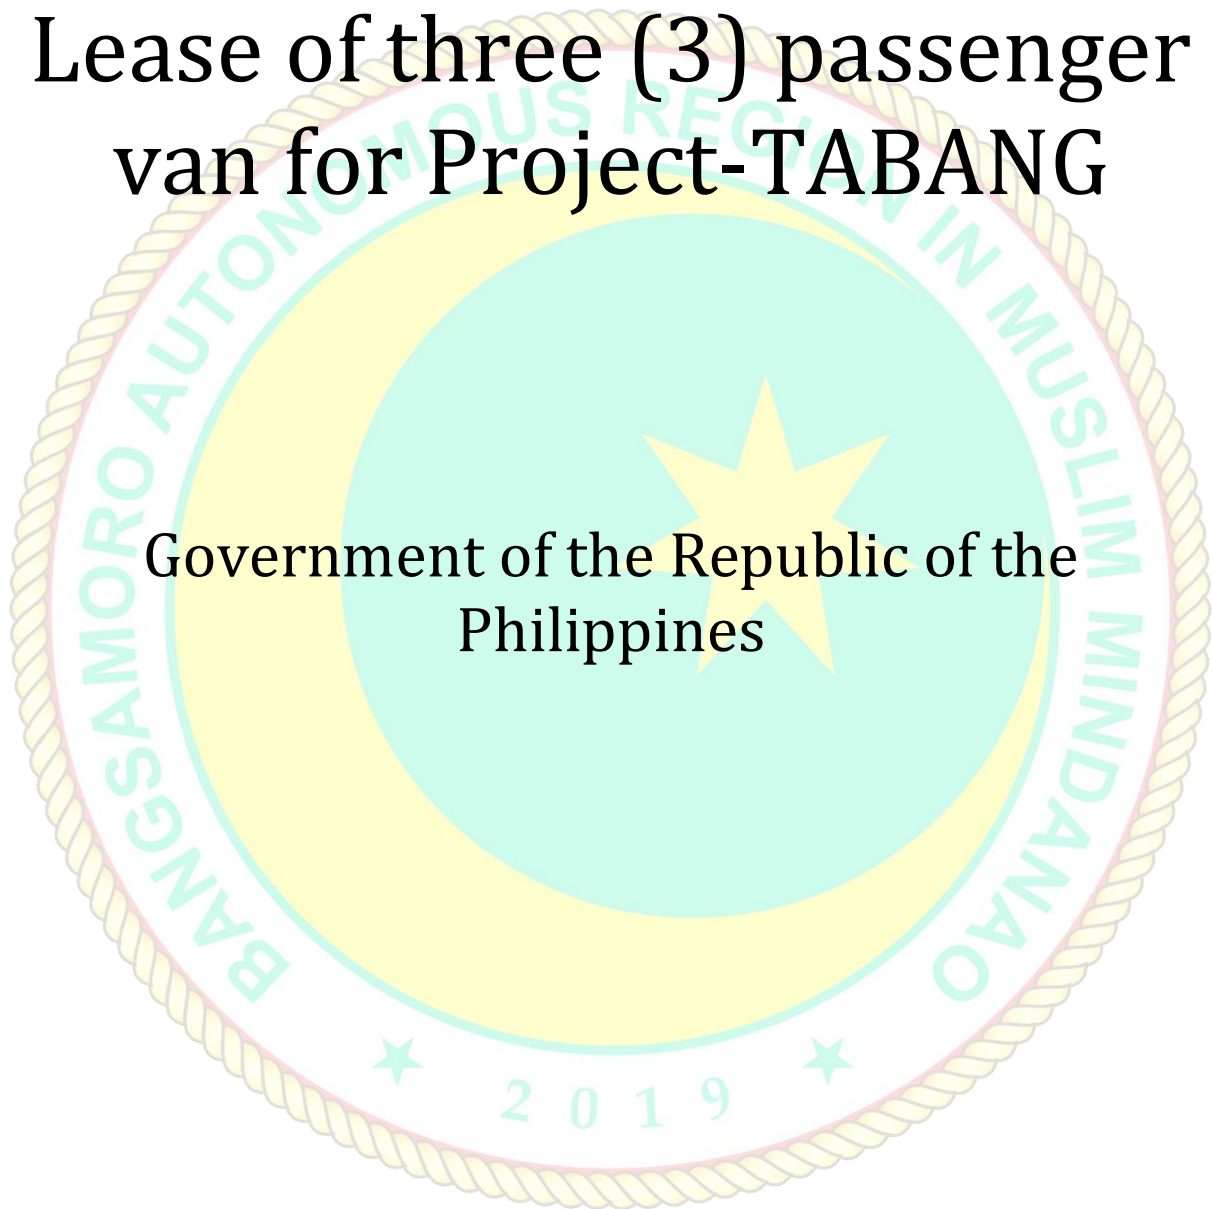 Lease of three (3) passenger
van for Project-TABANG
Government of the Republic of the
Philippines
BANGSAMORO AUTONOMOUS REGION IN MUSLIM MINDANAO
2019